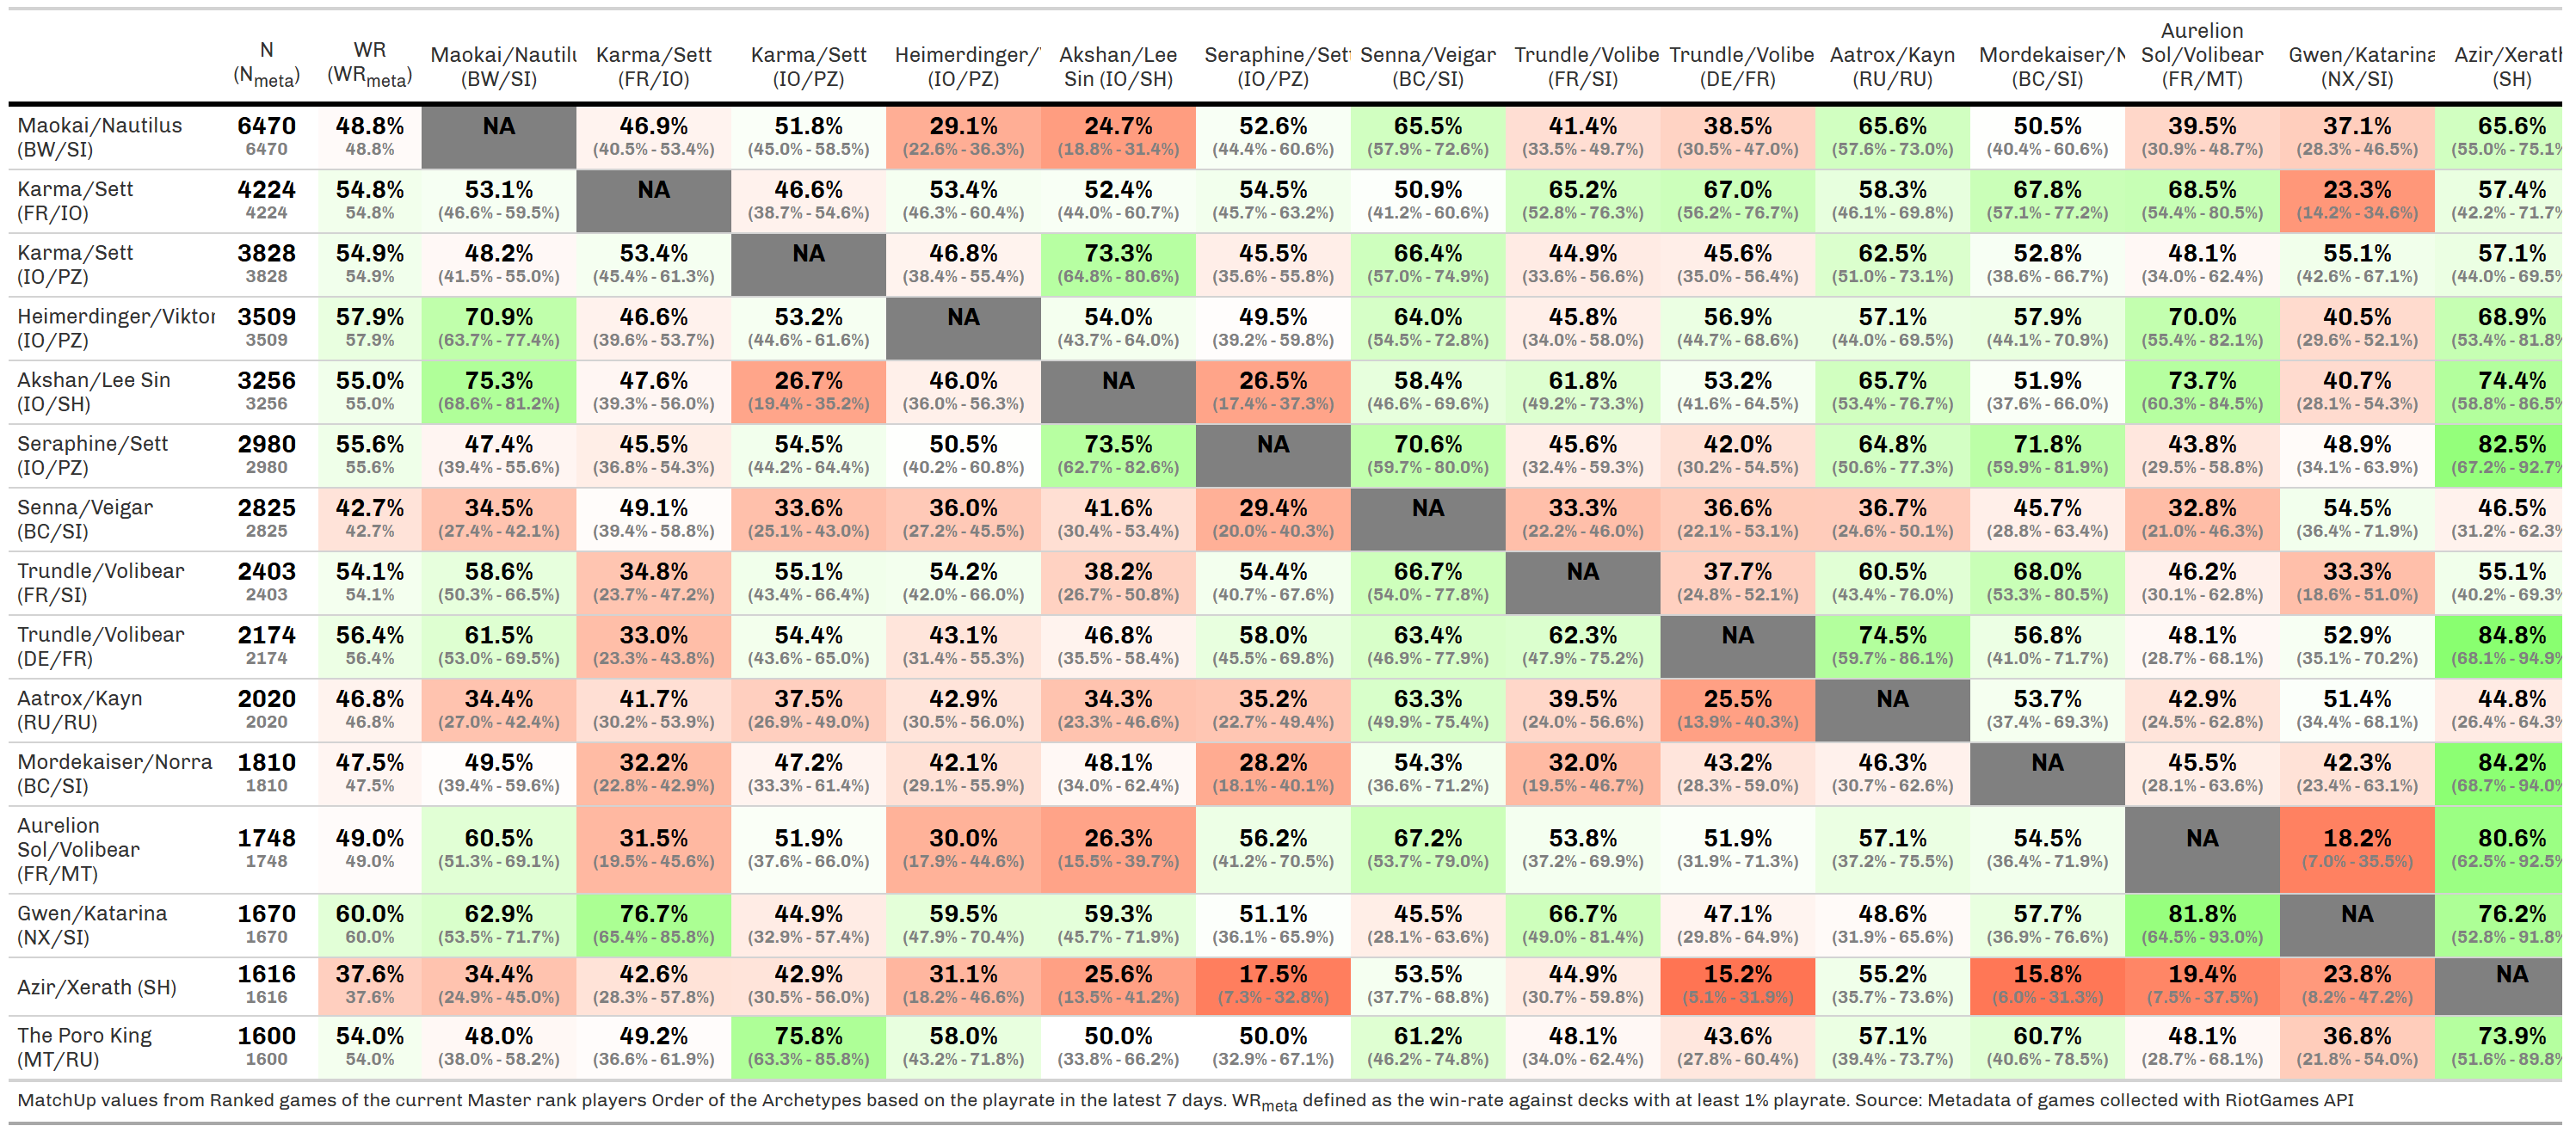 N (N_meta) WR (WR_meta) Maokai/Nautil (BW/SI) Karma/Sett (FR/IO) Karma/Sett (IO/PZ) Heimerdinger/ (IO/PZ) Akshan/Lee Sin (IO/SH) Seraphine/Set (IO/PZ) Senna/Veigar (BC/SI) Trundle/Volibe (FR/SI) Trundle/Volibe (DE/FR) Aatrox/Kayn (RU/RU) Mordekaiser/N (BC/SI) Aurelion Sol/Volibear (FR/MT) Gwen/Katarina (NX/SI) Azir/Xerath (SH)
Maokai/Nautilus 6470 48.8% NA 46.9% 51.8% 29.1% 24.7% 52.6% 65.5% 41.4% 38.5% 65.6% 50.5% 39.5% 37.1% 65.6%
(BW/SI) 6470 48.8% (40.5% - 53.4%) (45.0% - 58.5%) (22.6% - 36.3%) (18.8% - 31.4%) (44.4% - 60.6%) (57.9% - 72.6%) (33.5% - 49.7%) (30.5% - 47.0%) (57.6% - 73.0%) (40.4% - 60.6%) (30.9% - 48.7%) (28.3% - 46.5%) (55.0% - 75.1%
Karma/Sett 4224 54.8% 53.1% NA 46.6% 53.4% 52.4% 54.5% 50.9% 65.2% 67.0% 58.3% 67.8% 68.5% 23.3% 57.4%
(FR/IO) 4224 54.8% (46.6% - 59.5%) (38.7% - 54.6%) (46.3% - 60.4%) (44.0% - 60.7%) (45.7% - 63.2%) (41.2% - 60.6%) (52.8% - 76.3%) (56.2% - 76.7%) (46.1% - 69.8%) (57.1% - 77.2%) (54.4% - 80.5%) (14.2% - 34.6%) (42.2% - 71.7%
Karma/Sett 3828 54.9% 48.2% 53.4% NA 46.8% 73.3% 45.5% 66.4% 44.9% 45.6% 62.5% 52.8% 48.1% 55.1% 57.1%
(IO/PZ) 3828 54.9% (41.5% - 55.0%) (45.4% - 61.3%) (38.4% - 55.4%) (64.8% - 80.6%) (35.6% - 55.8%) (57.0% - 74.9%) (33.6% - 56.6%) (35.0% - 56.4%) (51.0% - 73.1%) (38.6% - 66.7%) (34.0% - 62.4%) (42.6% - 67.1%) (44.0% - 69.5%
Heimerdinger/Viktor 3509 57.9% 70.9% 46.6% 53.2% NA 54.0% 49.5% 64.0% 45.8% 56.9% 57.1% 57.9% 70.0% 40.5% 68.9%
(IO/PZ) 3509 57.9% (63.7% - 77.4%) (39.6% - 53.7%) (44.6% - 61.6%) (43.7% - 64.0%) (39.2% - 59.8%) (54.5% - 72.8%) (34.0% - 58.0%) (44.7% - 68.6%) (44.0% - 69.5%) (44.1% - 70.9%) (55.4% - 82.1%) (29.6% - 52.1%) (53.4% - 81.8%
Akshan/Lee Sin 3256 55.0% 75.3% 47.6% 26.7% 46.0% NA 26.5% 58.4% 61.8% 53.2% 65.7% 51.9% 73.7% 40.7% 74.4%
(IO/SH) 3256 55.0% (68.6% - 81.2%) (39.3% - 56.0%) (19.4% - 35.2%) (36.0% - 56.3%) (17.4% - 37.3%) (46.6% - 69.6%) (49.2% - 73.3%) (41.6% - 64.5%) (53.4% - 76.7%) (37.6% - 66.0%) (60.3% - 84.5%) (28.1% - 54.3%) (58.8% - 86.5%
Seraphine/Sett 2980 55.6% 47.4% 45.5% 54.5% 50.5% 73.5% NA 70.6% 45.6% 42.0% 64.8% 71.8% 43.8% 48.9% 82.5%
(IO/PZ) 2980 55.6% (39.4% - 55.6%) (36.8% - 54.3%) (44.2% - 64.4%) (40.2% - 60.8%) (62.7% - 82.6%) (59.7% - 80.0%) (32.4% - 59.3%) (30.2% - 54.5%) (50.6% - 77.3%) (59.9% - 81.9%) (29.5% - 58.8%) (34.1% - 63.9%) (67.2% - 92.7%
Senna/Veigar 2825 42.7% 34.5% 49.1% 33.6% 36.0% 41.6% 29.4% NA 33.3% 36.6% 36.7% 45.7% 32.8% 54.5% 46.5%
(BC/SI) 2825 42.7% (27.4% - 42.1%) (39.4% - 58.8%) (25.1% - 43.0%) (27.2% - 45.5%) (30.4% - 53.4%) (20.0% - 40.3%) (22.2% - 46.0%) (22.1% - 53.1%) (24.6% - 50.1%) (28.8% - 63.4%) (21.0% - 46.3%) (36.4% - 71.9%) (31.2% - 62.3%
Trundle/Volibear 2403 54.1% 58.6% 34.8% 55.1% 54.2% 38.2% 54.4% 66.7% NA 37.7% 60.5% 68.0% 46.2% 33.3% 55.1%
(FR/SI) 2403 54.1% (50.3% - 66.5%) (23.7% - 47.2%) (43.4% - 66.4%) (42.0% - 66.0%) (26.7% - 50.8%) (40.7% - 67.6%) (54.0% - 77.8%) (24.8% - 52.1%) (43.4% - 76.0%) (53.3% - 80.5%) (30.1% - 62.8%) (18.6% - 51.0%) (40.2% - 69.3%
Trundle/Volibear 2174 56.4% 61.5% 33.0% 54.4% 43.1% 46.8% 58.0% 63.4% 62.3% NA 74.5% 56.8% 48.1% 52.9% 84.8%
(DE/FR) 2174 56.4% (53.0% - 69.5%) (23.3% - 43.8%) (43.6% - 65.0%) (31.4% - 55.3%) (35.5% - 58.4%) (45.5% - 69.8%) (46.9% - 77.9%) (47.9% - 75.2%) (59.7% - 86.1%) (41.0% - 71.7%) (28.7% - 68.1%) (35.1% - 70.2%) (68.1% - 94.9%
Aatrox/Kayn 2020 46.8% 34.4% 41.7% 37.5% 42.9% 34.3% 35.2% 63.3% 39.5% 25.5% NA 53.7% 42.9% 51.4% 44.8%
(RU/RU) 2020 46.8% (27.0% - 42.4%) (30.2% - 53.9%) (26.9% - 49.0%) (30.5% - 56.0%) (23.3% - 46.6%) (22.7% - 49.4%) (49.9% - 75.4%) (24.0% - 56.6%) (13.9% - 40.3%) (37.4% - 69.3%) (24.5% - 62.8%) (34.4% - 68.1%) (26.4% - 64.3%
Mordekaiser/Norra 1810 47.5% 49.5% 32.2% 47.2% 42.1% 48.1% 28.2% 54.3% 32.0% 43.2% 46.3% NA 45.5% 42.3% 84.2%
(BC/SI) 1810 47.5% (39.4% - 59.6%) (22.8% - 42.9%) (33.3% - 61.4%) (29.1% - 55.9%) (34.0% - 62.4%) (18.1% - 40.1%) (36.6% - 71.2%) (19.5% - 46.7%) (28.3% - 59.0%) (30.7% - 62.6%) (28.1% - 63.6%) (23.4% - 63.1%) (68.7% - 94.0%
Aurelion
Sol/Volibear 1748 49.0% 60.5% 31.5% 51.9% 30.0% 26.3% 56.2% 67.2% 53.8% 51.9% 57.1% 54.5% NA 18.2% 80.6%
(FR/MT) 1748 49.0% (51.3% - 69.1%) (19.5% - 45.6%) (37.6% - 66.0%) (17.9% - 44.6%) (15.5% - 39.7%) (41.2% - 70.5%) (53.7% - 79.0%) (37.2% - 69.9%) (31.9% - 71.3%) (37.2% - 75.5%) (36.4% - 71.9%) (7.0% - 35.5%) (62.5% - 92.5%
Gwen/Katarina 1670 60.0% 62.9% 76.7% 44.9% 59.5% 59.3% 51.1% 45.5% 66.7% 47.1% 48.6% 57.7% 81.8% NA 76.2%
(NX/SI) 1670 60.0% (53.5% - 71.7%) (65.4% - 85.8%) (32.9% - 57.4%) (47.9% - 70.4%) (45.7% - 71.9%) (36.1% - 65.9%) (28.1% - 63.6%) (49.0% - 81.4%) (29.8% - 64.9%) (31.9% - 65.6%) (36.9% - 76.6%) (64.5% - 93.0%) (52.8% - 91.8%
Azir/Xerath (SH) 1616 37.6% 34.4% 42.6% 42.9% 31.1% 25.6% 17.5% 53.5% 44.9% 15.2% 55.2% 15.8% 19.4% 23.8% NA
1616 37.6% (24.9% - 45.0%) (28.3% - 57.8%) (30.5% - 56.0%) (18.2% - 46.6%) (13.5% - 41.2%) (7.3% - 32.8%) (37.7% - 68.8%) (30.7% - 59.8%) (5.1% - 31.9%) (35.7% - 73.6%) (6.0% - 31.3%) (7.5% - 37.5%) (8.2% - 47.2%)
The Poro King 1600 54.0% 48.0% 49.2% 75.8% 58.0% 50.0% 50.0% 61.2% 48.1% 43.6% 57.1% 60.7% 48.1% 36.8% 73.9%
(MT/RU) 1600 54.0% (38.0% - 58.2%) (36.6% - 61.9%) (63.3% - 85.8%) (43.2% - 71.8%) (33.8% - 66.2%) (32.9% - 67.1%) (46.2% - 74.8%) (34.0% - 62.4%) (27.8% - 60.4%) (39.4% - 73.7%) (40.6% - 78.5%) (28.7% - 68.1%) (21.8% - 54.0%) (51.6% - 89.8%
MatchUp values from Ranked games of the current Master rank players Order of the Archetypes based on the playrate in the latest 7 days. WR_meta defined as the win-rate against decks with at least 1% playrate. Source: Metadata of games collected with RiotGames API